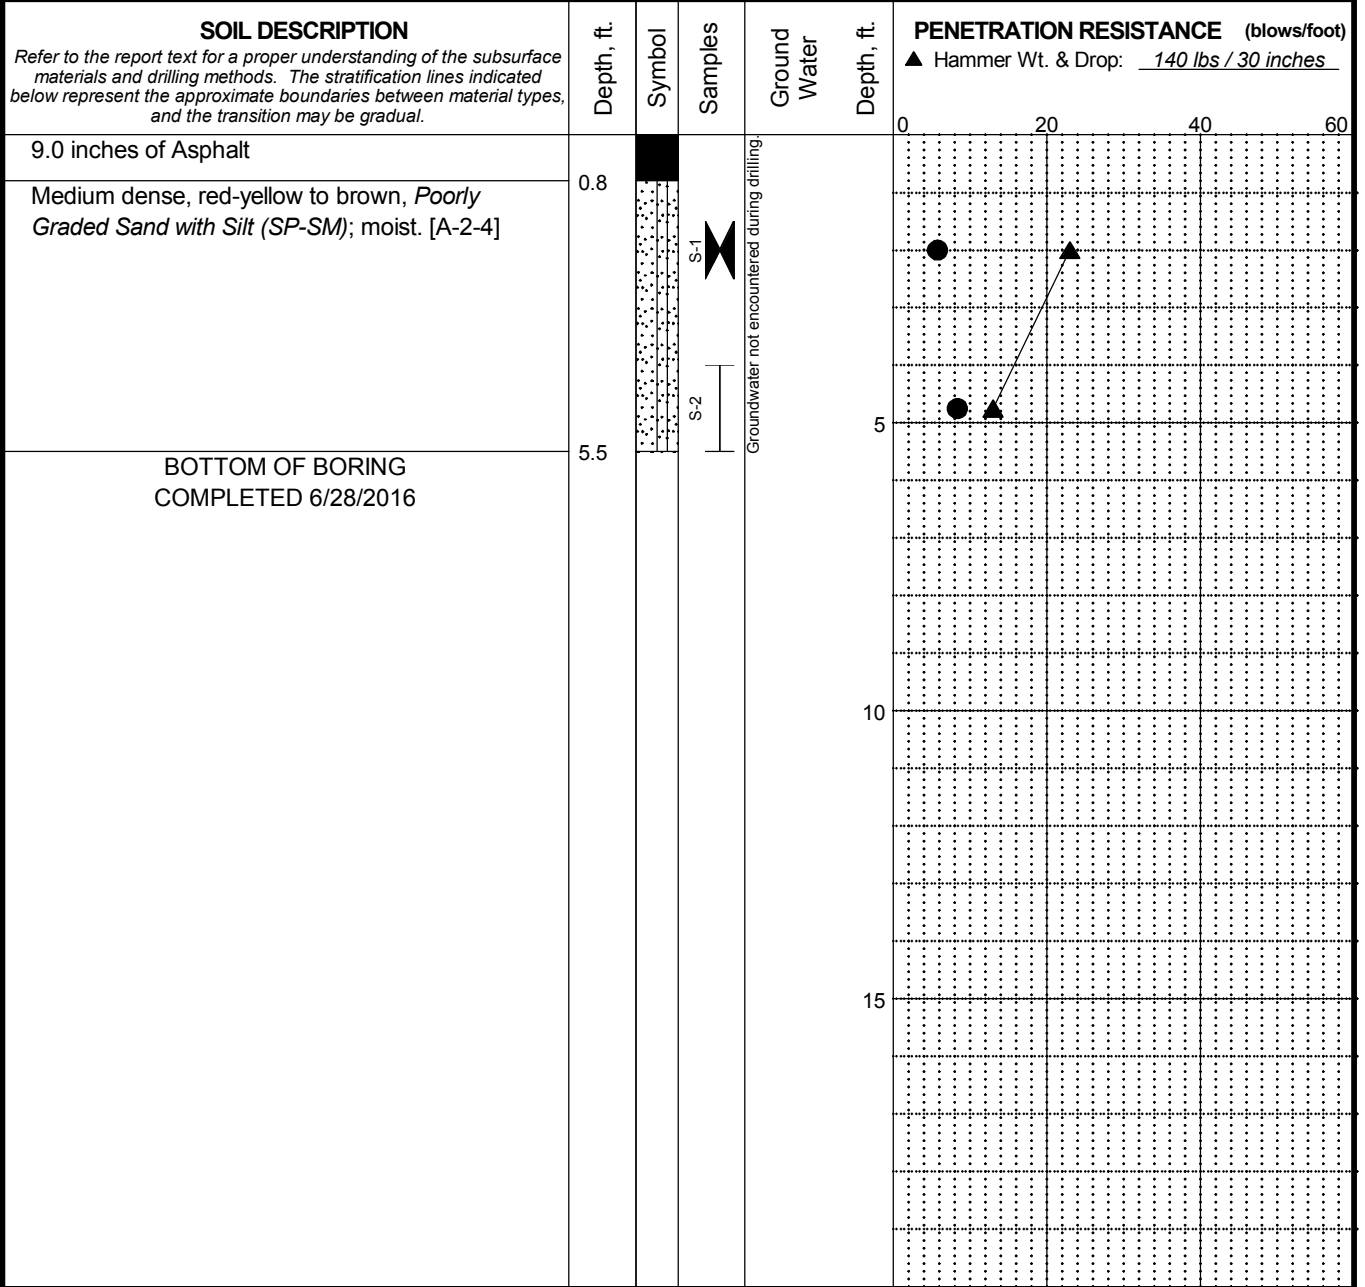 SOIL DESCRIPTION
Refer to the report text for a proper understanding of the subsurface
materials and drilling methods. The stratification lines indicated
below represent the approximate boundaries between material types,
and the transition may be gradual.
Depth, ft.
Symbol
Samples
Ground
Water
Depth, ft.
PENETRATION RESISTANCE (blows/foot)
▲ Hammer Wt. & Drop: 140 lbs / 30 inches
0 20 40 60
9.0 inches of Asphalt
0.8
Medium dense, red-yellow to brown, Poorly
Graded Sand with Silt (SP-SM); moist. [A-2-4]
S-1
S-2
Groundwater not encountered during drilling.
5
5.5
BOTTOM OF BORING
COMPLETED 6/28/2016
10
15